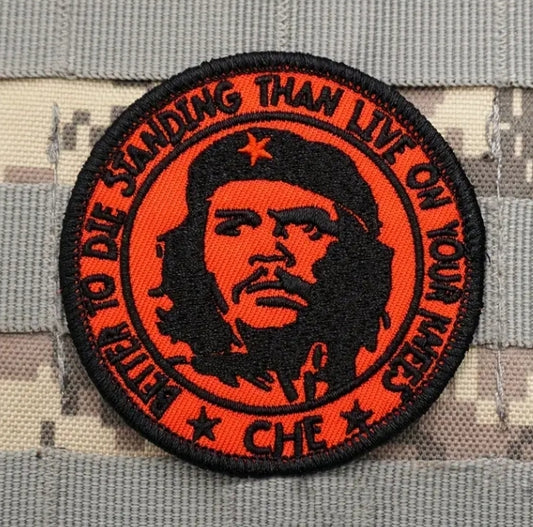 BETTER TO DIE STANDING THAN LIVE ON YOUR KNEES
CHE